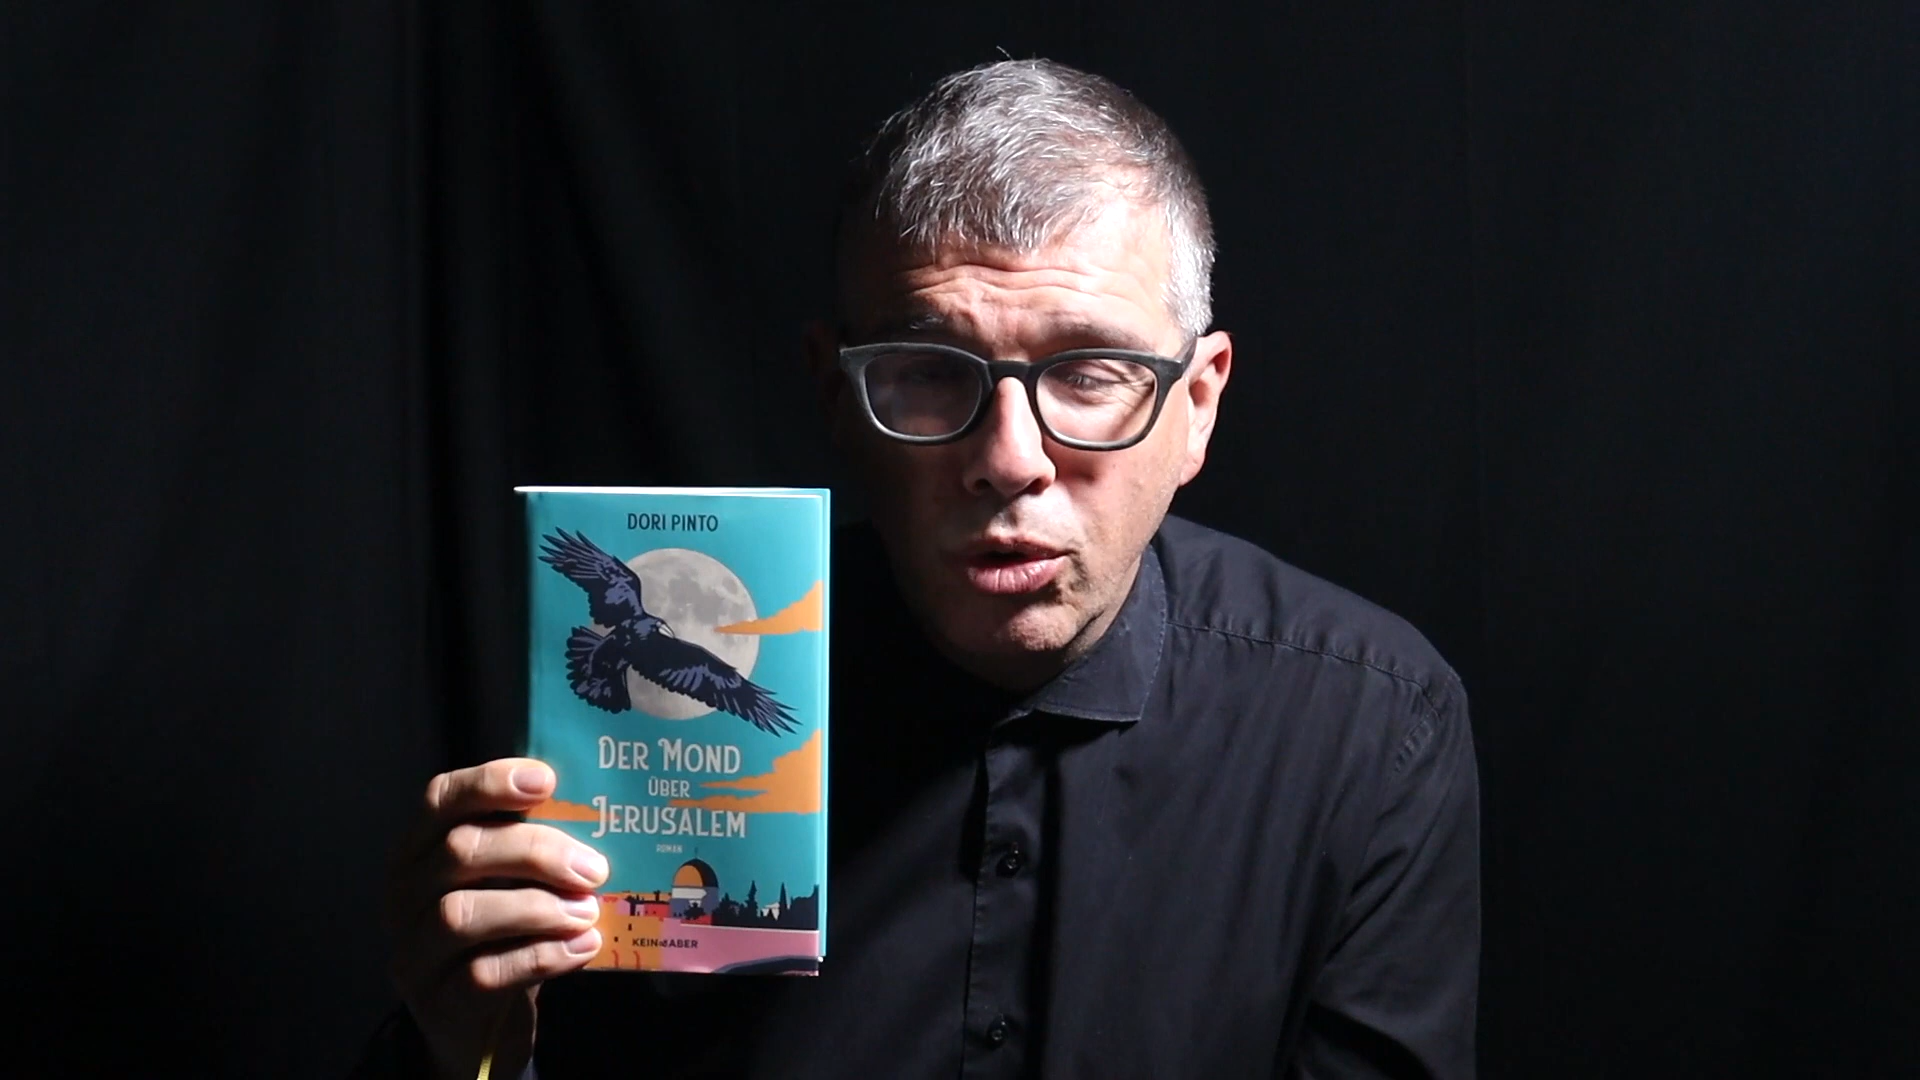 DORI PINTO
DER MOND
ÜBER
JERUSALEM
ROMAN
KEIN & ABER